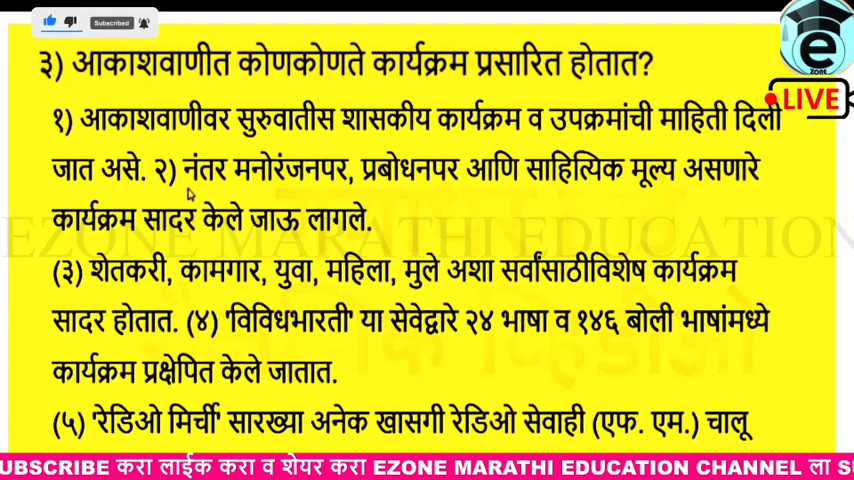 Subscribed
e
ZONE
LIVE
३) आकाशवाणीत कोणकोणते कार्यक्रम प्रसारित होतात?
१) आकाशवाणीवर सुरुवातीस शासकीय कार्यक्रम व उपक्रमांची माहिती दिली
जात असे. २) नंतर मनोरंजनपर, प्रबोधनपर आणि साहित्यिक मूल्य असणारे
कार्यक्रम सादर केले जाऊ लागले.
EZONE MARATHI EDUCATION
(३) शेतकरी, कामगार, युवा, महिला, मुले अशा सर्वांसाठीविशेष कार्यक्रम
सादर होतात. (४) 'विविधभारती' या सेवेद्वारे २४ भाषा व १४६ बोली भाषांमध्ये
कार्यक्रम प्रक्षेपित केले जातात.
(५) 'रेडिओ मिर्ची' सारख्या अनेक खासगी रेडिओ सेवाही (एफ. एम.) चालू
SUBSCRIBE करा लाईक करा व शेयर करा EZONE MARATHI EDUCATION CHANNEL ला SU